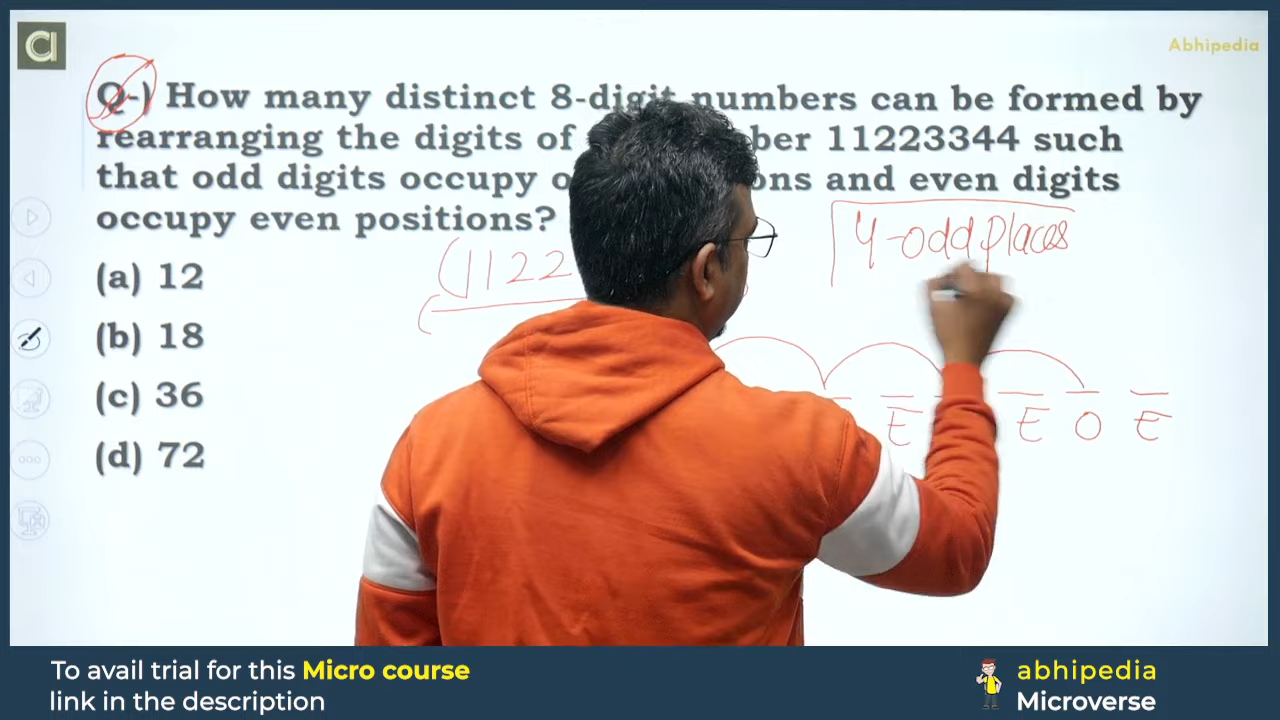 Abhipedia
Q-) How many distinct 8-digit numbers can be formed by
rearranging the digits of 11223344 such
that odd digits occupy and even digits
occupy even positions?
4-odd places
(1122
(a) 12
(b) 18
E E O E
(c) 36
(d) 72
To avail trial for this Micro course
link in the description
abhipedia
Microverse